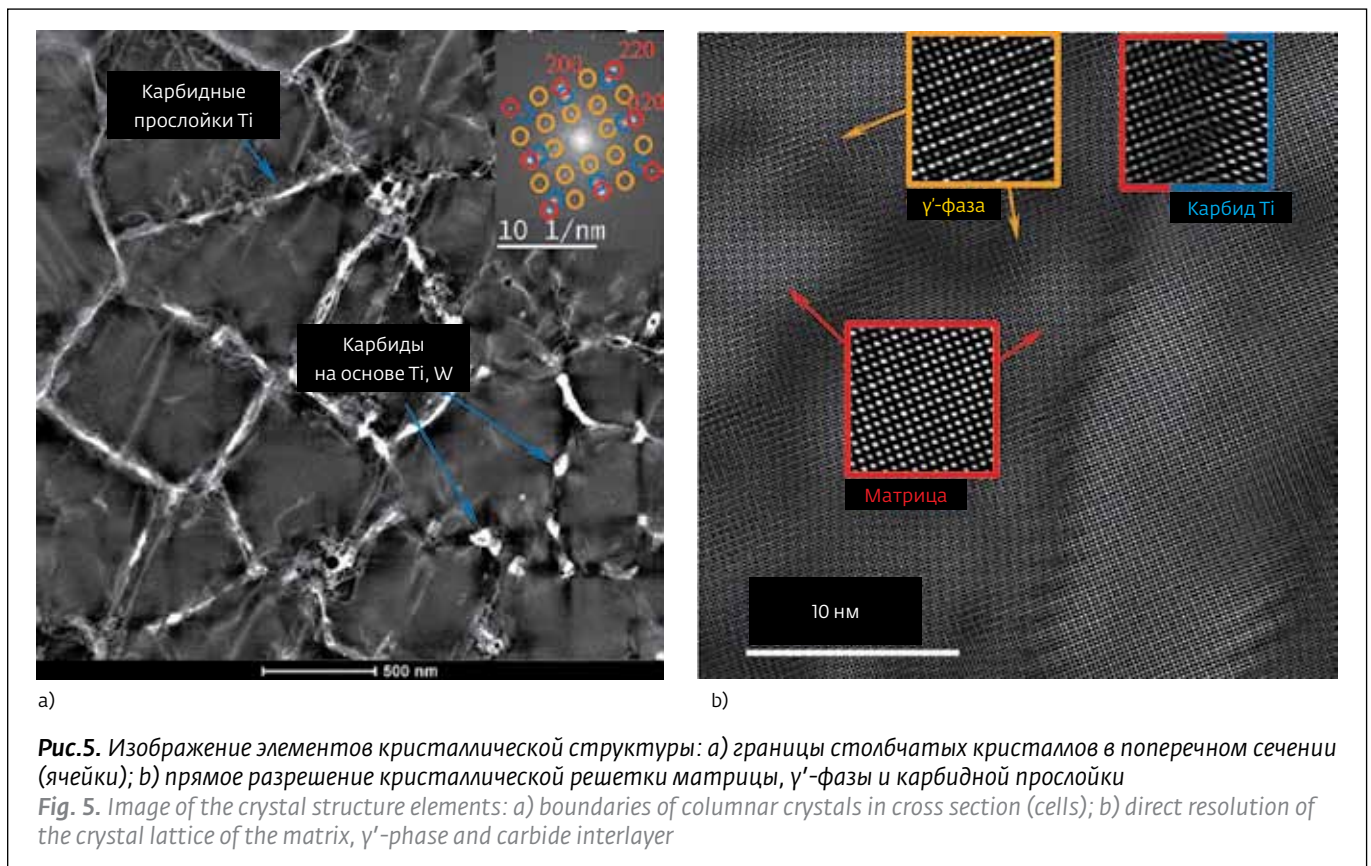 Карбидные
прослойки Ti
220
200
020
10 1/nm
Карбиды
на основе Ti, W
500 nm
a)
γ'-фаза
Карбид Ti
Матрица
10 нм
b)
Рис.5. Изображение элементов кристаллической структуры: a) границы столбчатых кристаллов в поперечном сечении
(ячейки); b) прямое разрешение кристаллической решетки матрицы, γ'-фазы и карбидной прослойки
Fig. 5. Image of the crystal structure elements: a) boundaries of columnar crystals in cross section (cells); b) direct resolution of
the crystal lattice of the matrix, γ'-phase and carbide interlayer